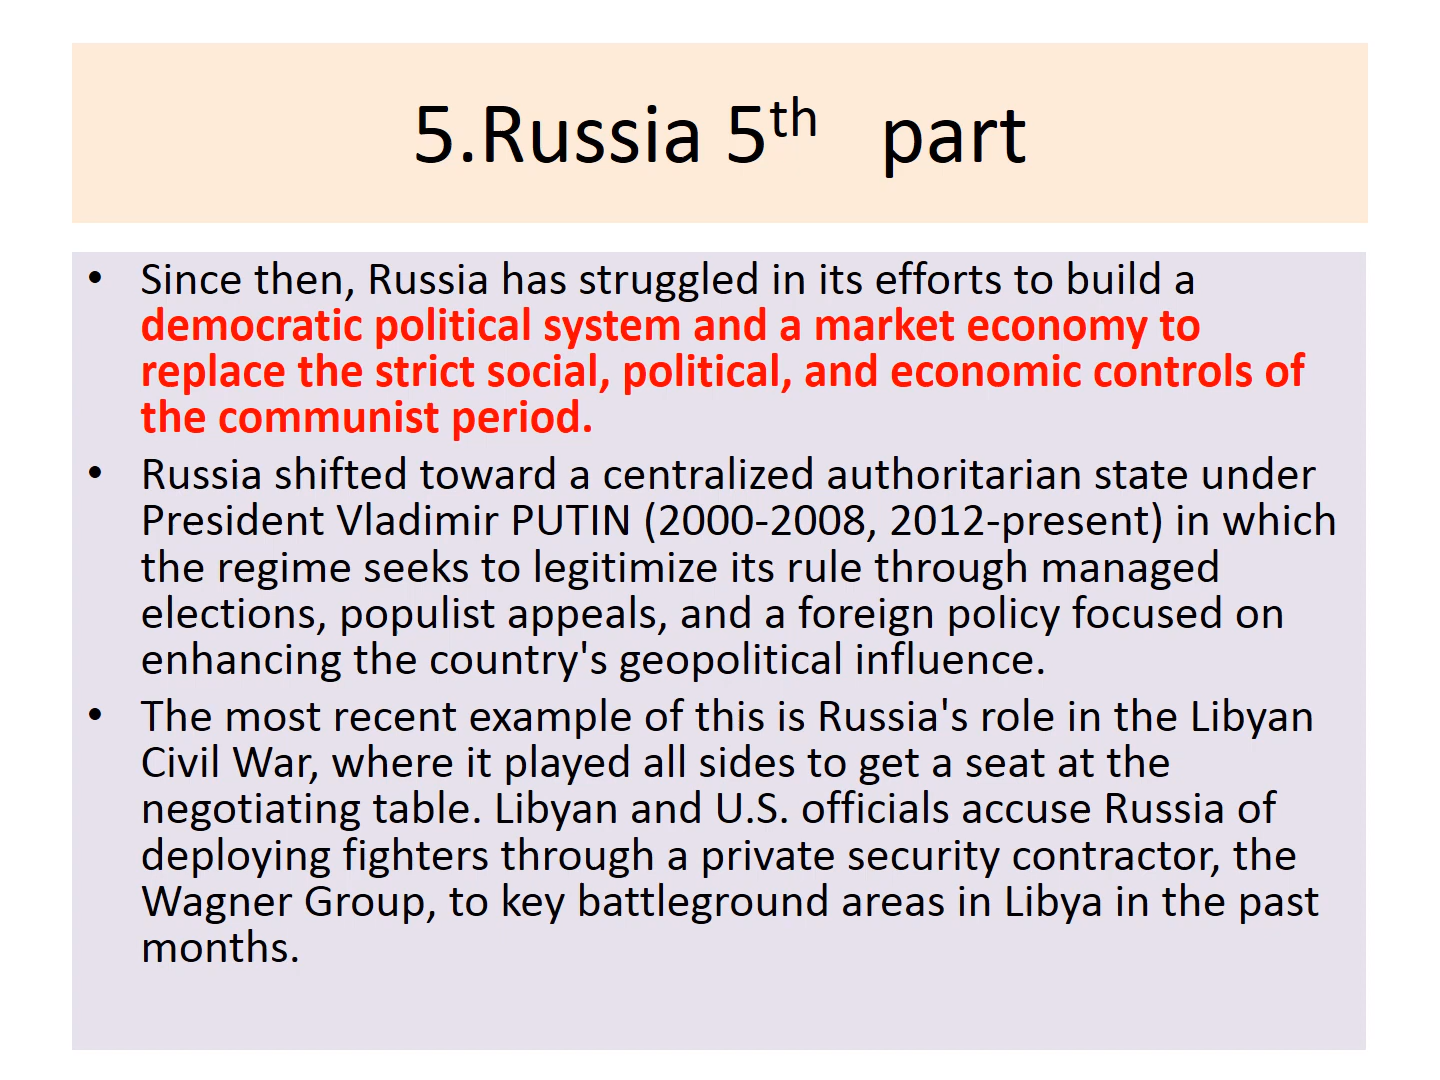 5.Russia 5th part
• Since then, Russia has struggled in its efforts to build a
democratic political system and a market economy to
replace the strict social, political, and economic controls of
the communist period.
• Russia shifted toward a centralized authoritarian state under
President Vladimir PUTIN (2000-2008, 2012-present) in which
the regime seeks to legitimize its rule through managed
elections, populist appeals, and a foreign policy focused on
enhancing the country's geopolitical influence.
• The most recent example of this is Russia's role in the Libyan
Civil War, where it played all sides to get a seat at the
negotiating table. Libyan and U.S. officials accuse Russia of
deploying fighters through a private security contractor, the
Wagner Group, to key battleground areas in Libya in the past
months.